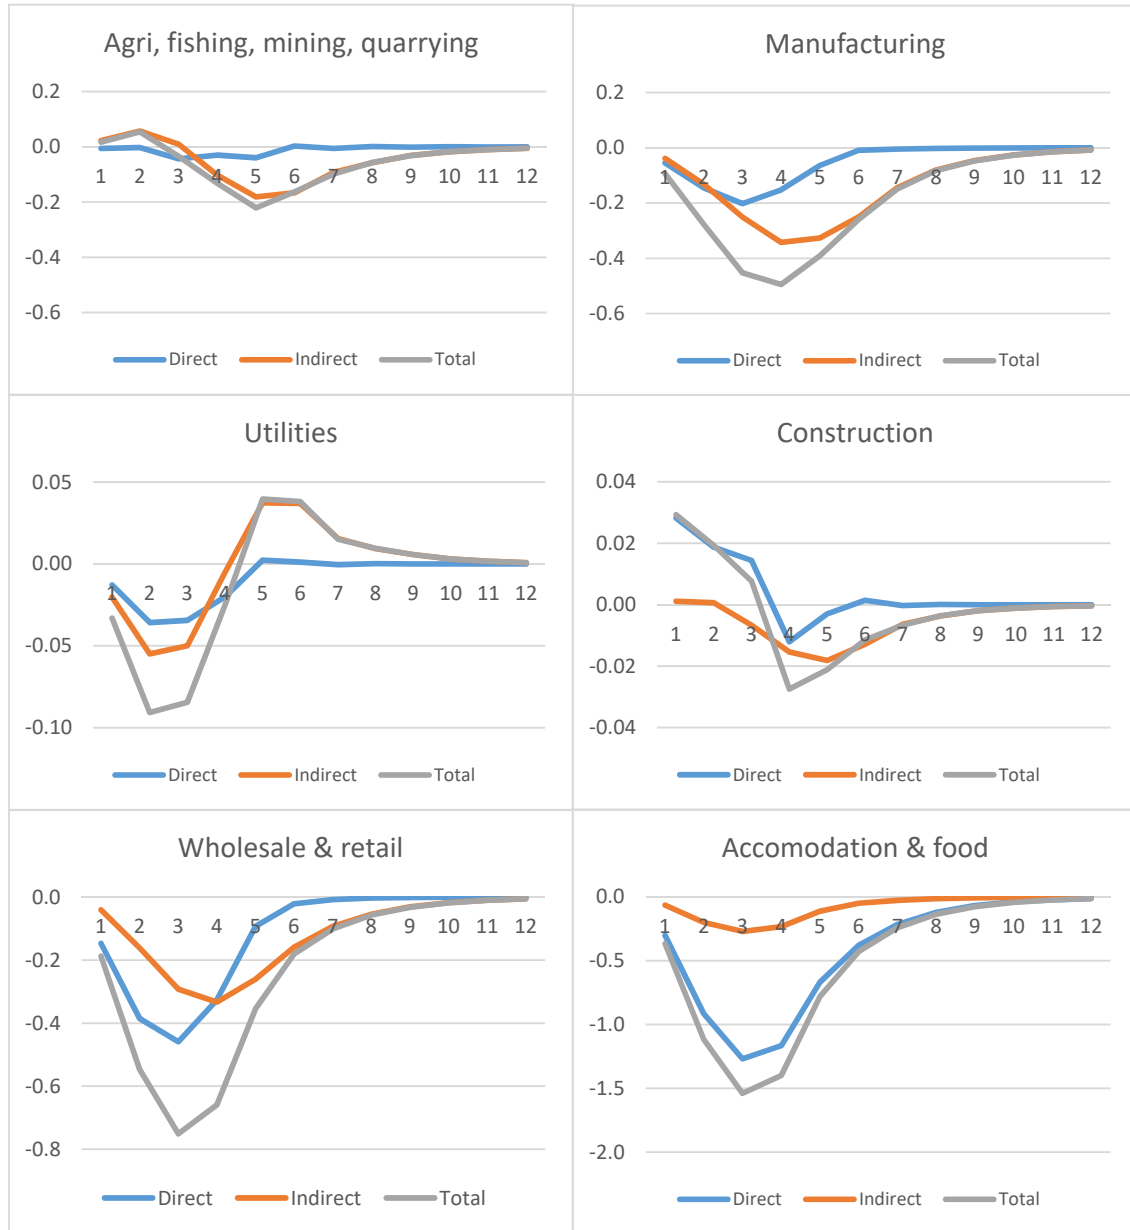 Agri, fishing, mining, quarrying
0.2
0.0
1 2 3 4 5 6 7 8 9 10 11 12
-0.2
-0.4
-0.6
Direct Indirect Total
Manufacturing
0.2
0.0
1 2 3 4 5 6 7 8 9 10 11 12
-0.2
-0.4
-0.6
Direct Indirect Total
Utilities
0.05
0.00
1 2 3 4 5 6 7 8 9 10 11 12
-0.05
-0.10
Direct Indirect Total
Construction
0.04
0.02
0.00
1 2 3 4 5 6 7 8 9 10 11 12
-0.02
-0.04
Direct Indirect Total
Wholesale & retail
0.0
1 2 3 4 5 6 7 8 9 10 11 12
-0.2
-0.4
-0.6
-0.8
Direct Indirect Total
Accomodation & food
0.0
1 2 3 4 5 6 7 8 9 10 11 12
-0.5
-1.0
-1.5
-2.0
Direct Indirect Total